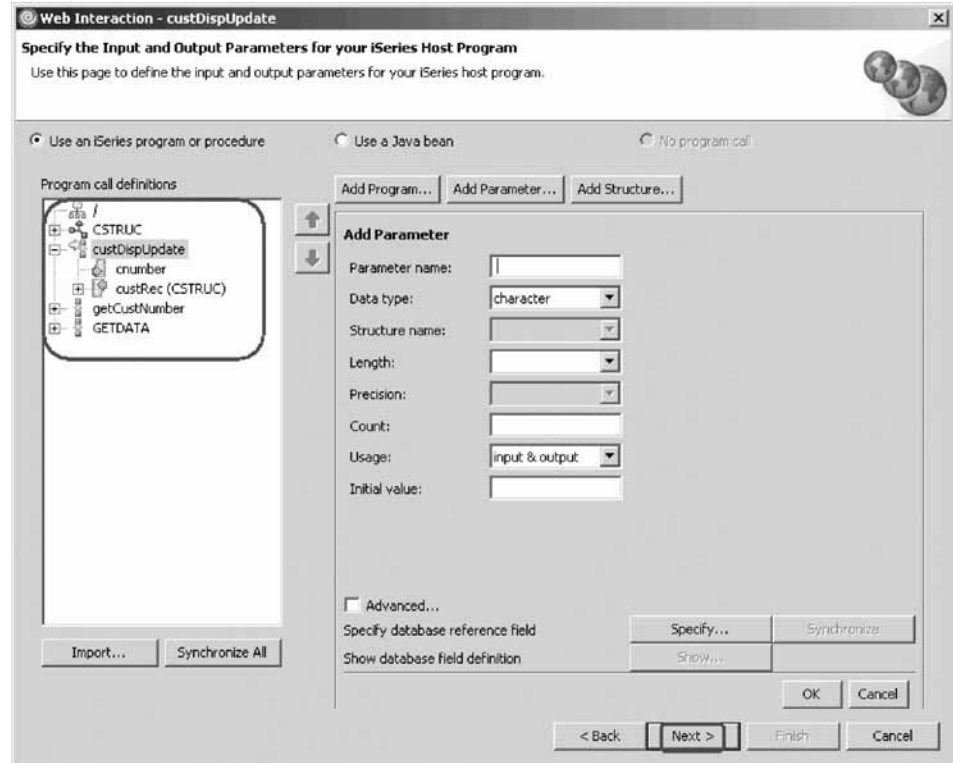 Web Interaction - custDispUpdate
Specify the Input and Output Parameters for your iSeries Host Program
Use this page to define the input and output parameters for your iSeries host program.
Use an iSeries program or procedure
Use a Java bean
No program call
Program call definitions
/
CSTRUC
custDispUpdate
cnumber
custRec (CSTRUC)
getCustNumber
GETDATA
Import...
Synchronize All
Add Program...
Add Parameter...
Add Structure...
Add Parameter
Parameter name:
Data type: character
Structure name:
Length:
Precision:
Count:
Usage: input & output
Initial value:
Advanced...
Specify database reference field Specify... Synchronize
Show database field definition Show...
OK Cancel
< Back Next > Finish Cancel